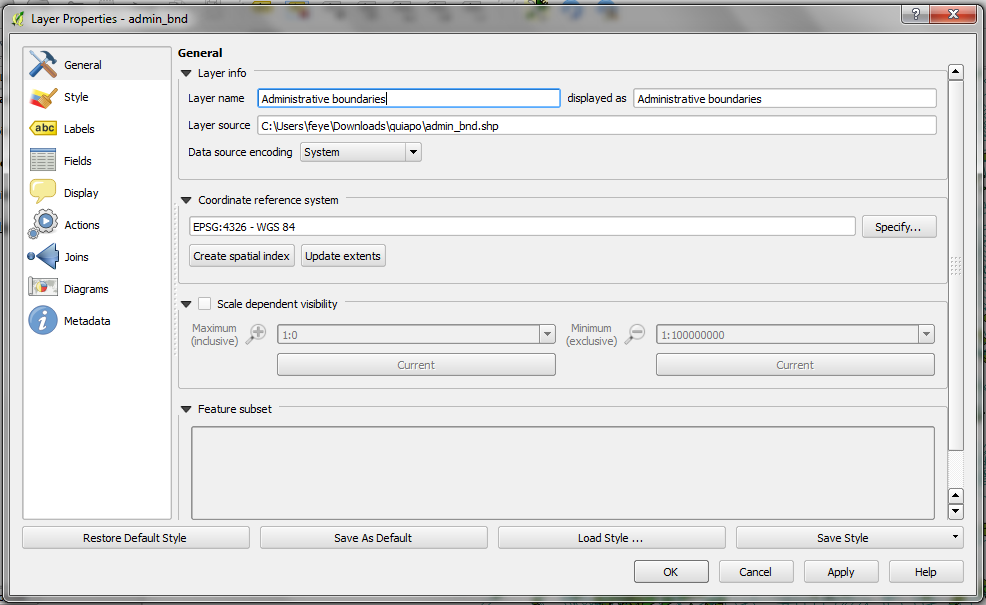 Layer Properties - admin_bnd
General
Style
abc Labels
Fields
Display
Actions
Joins
Diagrams
Metadata
General
Layer info
Layer name Administrative boundaries displayed as Administrative boundaries
Layer source C:\Users\feye\Downloads\quiapo\admin_bnd.shp
Data source encoding System
Coordinate reference system
EPSG:4326 - WGS 84 Specify...
Create spatial index Update extents
Scale dependent visibility
Maximum (inclusive) 1:0 Minimum (exclusive) 1:100000000
Current Current
Feature subset
Restore Default Style Save As Default Load Style ... Save Style
OK Cancel Apply Help